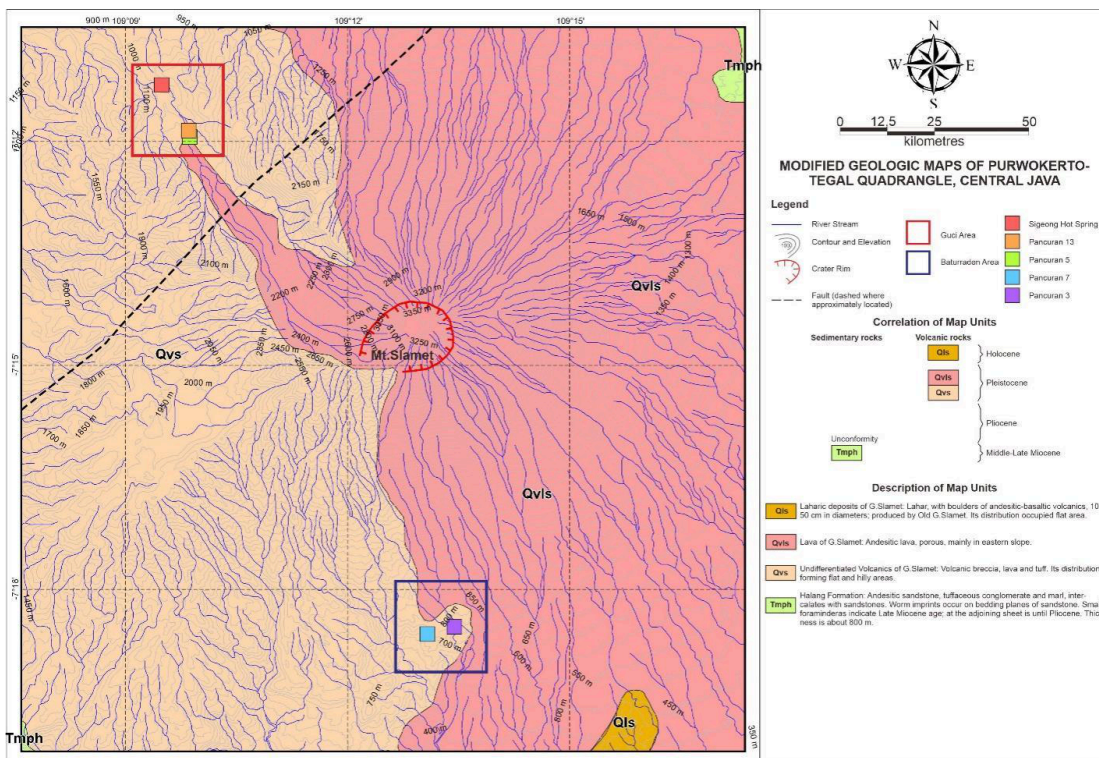 900 m
109°09'
950 m
1050 m
109°12'
109°15'
1000 m
1100 m
1150 m
1250 m
1750 m
Tmph
1550 m
2150 m
1900 m
2100 m
1600 m
2250 m
2200 m
2900 m
3200 m
2750 m
3350 m
3100 m
3250 m
1650 m
1800 m
1300 m
1400 m
1350 m
Qvls
2400 m
2450 m
2650 m
2350 m
Mt.Slamet
-7°15'
Qvs
2050 m
2000 m
1800 m
1950 m
1650 m
1700 m
Qvls
-7°18'
1450 m
850 m
700 m
750 m
400 m
650 m
600 m
550 m
450 m
350 m
Qls
Tmph
N
W E
S
0 12.5 25 50
kilometres
MODIFIED GEOLOGIC MAPS OF PURWOKERTO-
TEGAL QUADRANGLE, CENTRAL JAVA
Legend
River Stream
Contour and Elevation
Crater Rim
Fault (dashed where
approximately located)
Guci Area
Baturraden Area
Sigeong Hot Spring
Pancuran 13
Pancuran 5
Pancuran 7
Pancuran 3
Correlation of Map Units
Sedimentary rocks
Volcanic rocks
Qls
Holocene
Qvls
Qvs
Pleistocene
Pliocene
Unconformity
Tmph
Middle-Late Miocene
Description of Map Units
Qls
Laharic deposits of G.Slamet: Lahar, with boulders of andesitic-basaltic volcanics, 10
50 cm in diameters; produced by Old G.Slamet. Its distribution occupied flat area.
Qvls
Lava of G.Slamet: Andesitic lava, porous, mainly in eastern slope.
Qvs
Undifferentiated Volcanics of G.Slamet: Volcanic breccia, lava and tuff. Its distribution
forming flat and hilly areas.
Tmph
Halang Formation: Andesitic sandstone, tuffaceous conglomerate and marl, inter-
calates with sandstones. Worm imprints occur on bedding planes of sandstone. Smal
foraminderas indicate Late Miocene age; at the adjoining sheet is until Pliocene. Thic
ness is about 800 m.